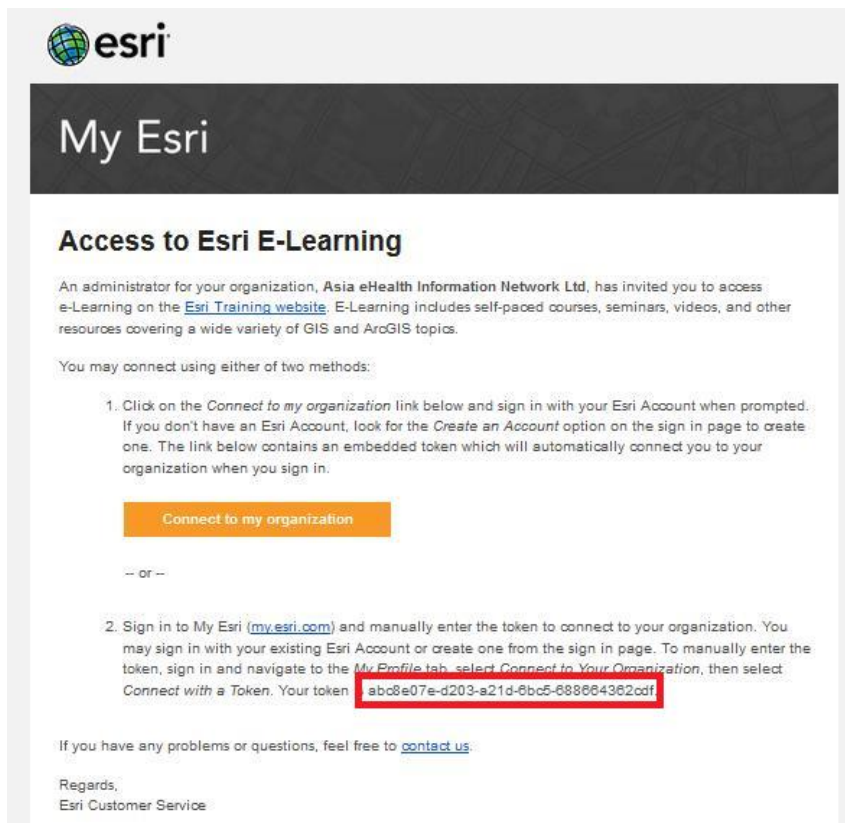 esri
My Esri
Access to Esri E-Learning
An administrator for your organization, Asia eHealth Information Network Ltd, has invited you to access
e-Learning on the Esri Training website. E-Learning includes self-paced courses, seminars, videos, and other
resources covering a wide variety of GIS and ArcGIS topics.
You may connect using either of two methods:
1. Click on the Connect to my organization link below and sign in with your Esri Account when prompted.
If you don't have an Esri Account, look for the Create an Account option on the sign in page to create
one. The link below contains an embedded token which will automatically connect you to your
organization when you sign in.
Connect to my organization
-- or --
2. Sign in to My Esri (my.esri.com) and manually enter the token to connect to your organization. You
may sign in with your existing Esri Account or create one from the sign in page. To manually enter the
token, sign in and navigate to the My Profile tab, select Connect to Your Organization, then select
Connect with a Token. Your token abc8e07e-d203-a21d-6bc5-688664362cdf.
If you have any problems or questions, feel free to contact us.
Regards,
Esri Customer Service